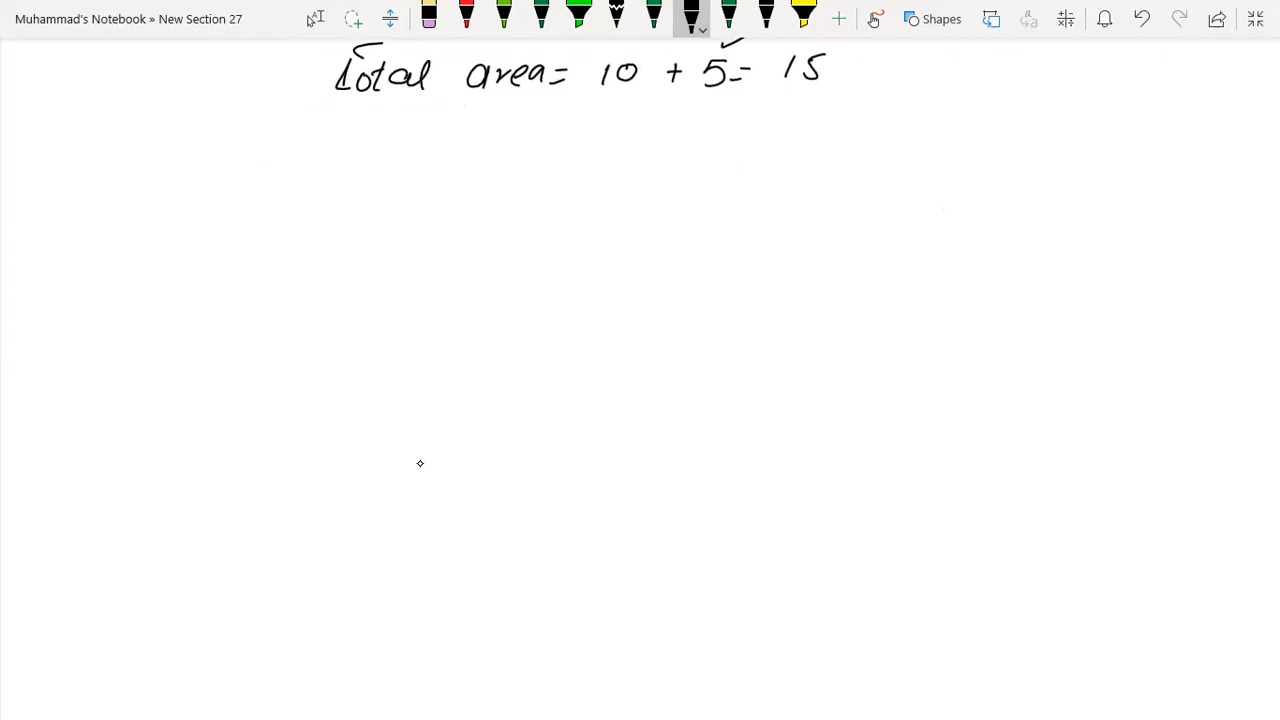 Muhammad's Notebook » New Section 27
Shapes
Total area = 10 + 5 = 15